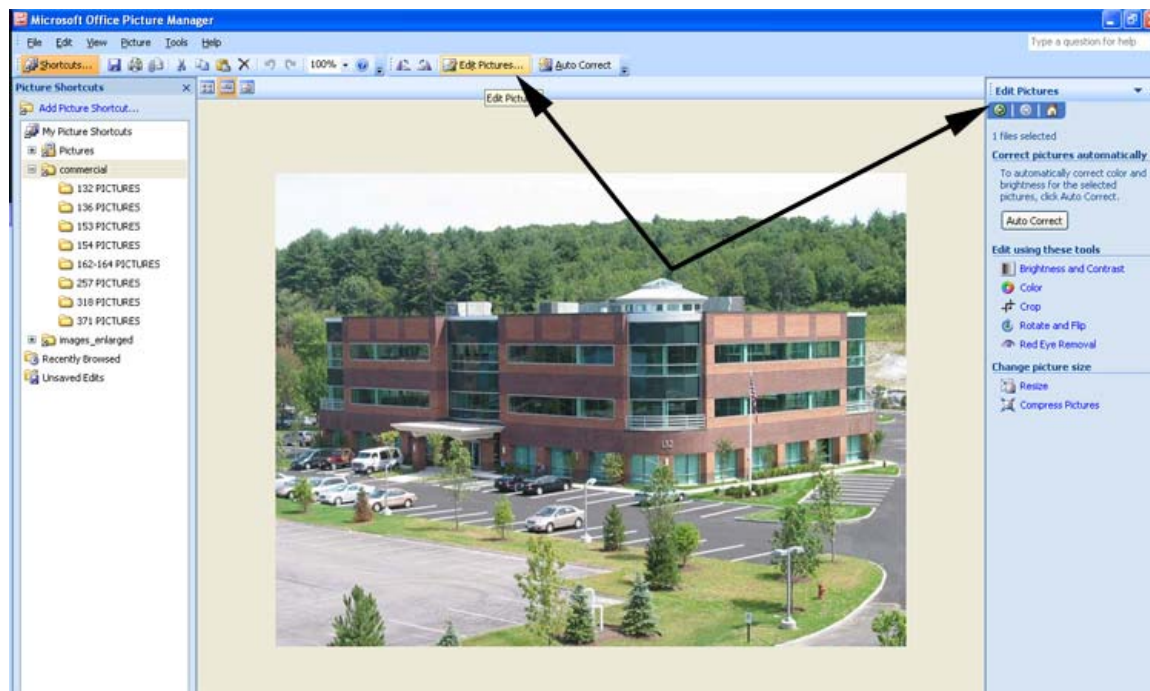 Microsoft Office Picture Manager
File Edit View Picture Tools Help
Type a question for help
Shortcuts... 100% Edit Pictures... Auto Correct
Picture Shortcuts
Edit Pictures
Add Picture Shortcut...
My Picture Shortcuts
Pictures
commercial
132 PICTURES
136 PICTURES
153 PICTURES
154 PICTURES
162-164 PICTURES
257 PICTURES
318 PICTURES
371 PICTURES
images_enlarged
Recently Browsed
Unsaved Edits
132
Edit Pictures
1 files selected
Correct pictures automatically
To automatically correct color and
brightness for the selected
pictures, click Auto Correct.
Auto Correct
Edit using these tools
Brightness and Contrast
Color
Crop
Rotate and Flip
Red Eye Removal
Change picture size
Resize
Compress Pictures